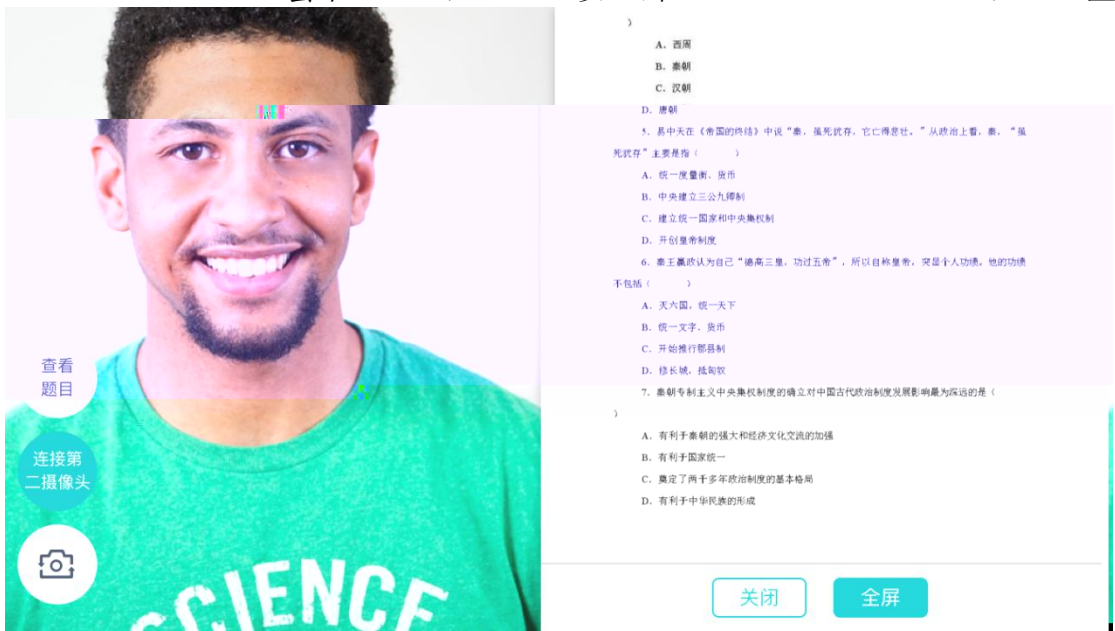 )
A. 西周
B. 秦朝
C. 汉朝
D. 唐朝
5. 易中天在《帝国的终结》中说“秦,虽死犹存,它亡得悲壮。”从政治上看,秦,“虽
死犹存”主要是指( )
A. 统一度量衡、货币
B. 中央建立三公九卿制
C. 建立统一国家和中央集权制
D. 开创皇帝制度
6. 秦王嬴政认为自己“德高三皇,功过五帝”,所以自称皇帝,突显个人功绩,他的功绩
不包括( )
A. 灭六国,统一天下
B. 统一文字、货币
C. 开始推行郡县制
D. 修长城,抵匈奴
7. 秦朝专制主义中央集权制度的确立对中国古代政治制度发展影响最为深远的是(
)
A. 有利于秦朝的强大和经济文化交流的加强
B. 有利于国家统一
C. 奠定了两千多年政治制度的基本格局
D. 有利于中华民族的形成
查看
题目
连接第
二摄像头
SCIENCE
关闭
全屏